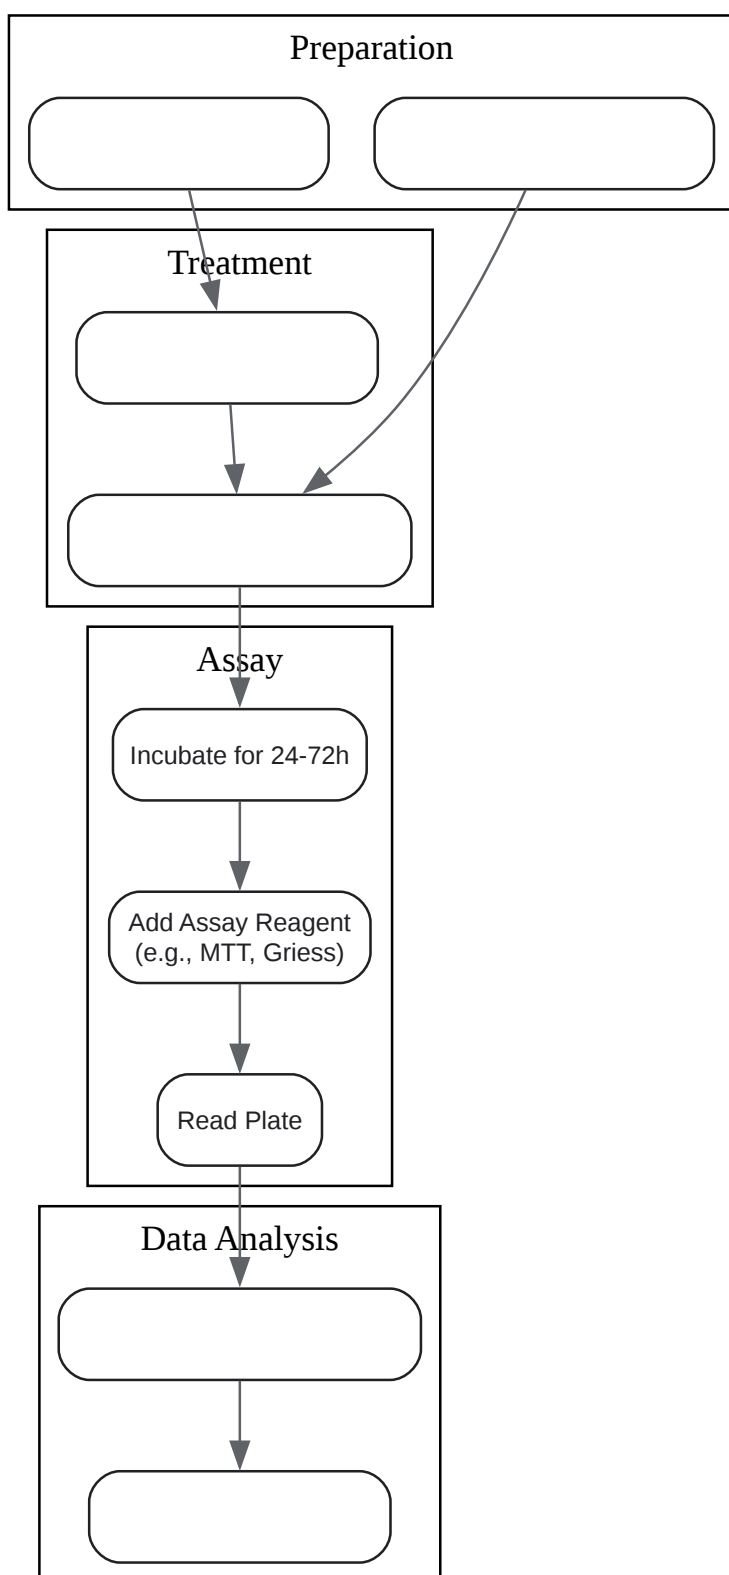 Preparation
Treatment
Assay
Incubate for 24-72h
Add Assay Reagent
(e.g., MTT, Griess)
Read Plate
Data Analysis